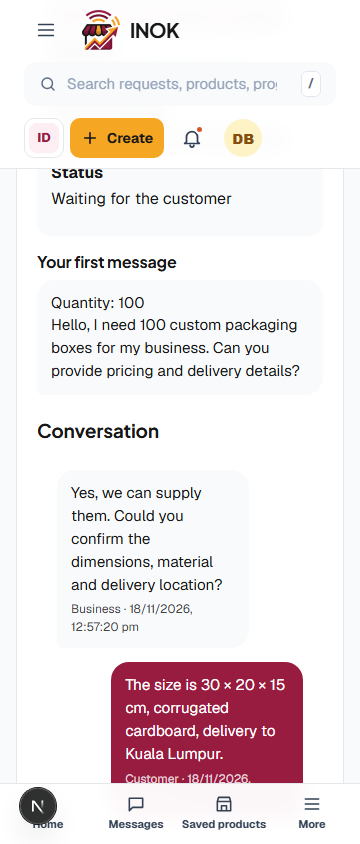 INOK
Search requests, products, prog
/
ID
+ Create
DB
Status
Waiting for the customer
Your first message
Quantity: 100
Hello, I need 100 custom packaging
boxes for my business. Can you
provide pricing and delivery details?
Conversation
Yes, we can supply
them. Could you
confirm the
dimensions, material
and delivery location?
Business · 18/11/2026,
12:57:20 pm
The size is 30 × 20 × 15
cm, corrugated
cardboard, delivery to
Kuala Lumpur.
Customer · 18/11/2026,
N
Home
Messages
Saved products
More